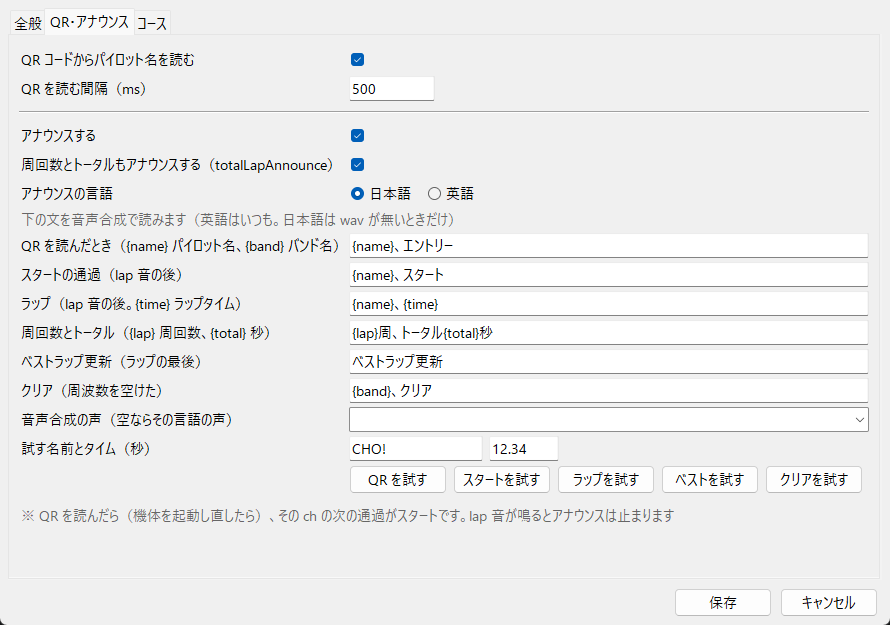 全般 QR・アナウンス コース
QR コードからパイロット名を読む
QR を読む間隔（ms） 500
アナウンスする
周回数とトータルもアナウンスする（totalLapAnnounce）
アナウンスの言語 日本語 英語
下の文を音声合成で読みます（英語はいつも。日本語は wav が無いときだけ）
QR を読んだとき（{name} パイロット名、{band} バンド名） {name}、エントリー
スタートの通過（lap 音の後） {name}、スタート
ラップ（lap 音の後。{time} ラップタイム） {name}、{time}
周回数とトータル（{lap} 周回数、{total} 秒） {lap}周、トータル{total}秒
ベストラップ更新（ラップの最後） ベストラップ更新
クリア（周波数を空けた） {band}、クリア
音声合成の声（空ならその言語の声）
試す名前とタイム（秒） CHO! 12.34
QR を試す スタートを試す ラップを試す ベストを試す クリアを試す
※ QR を読んだら（機体を起動し直したら）、その ch の次の通過がスタートです。lap 音が鳴るとアナウンスは止まります
保存 キャンセル